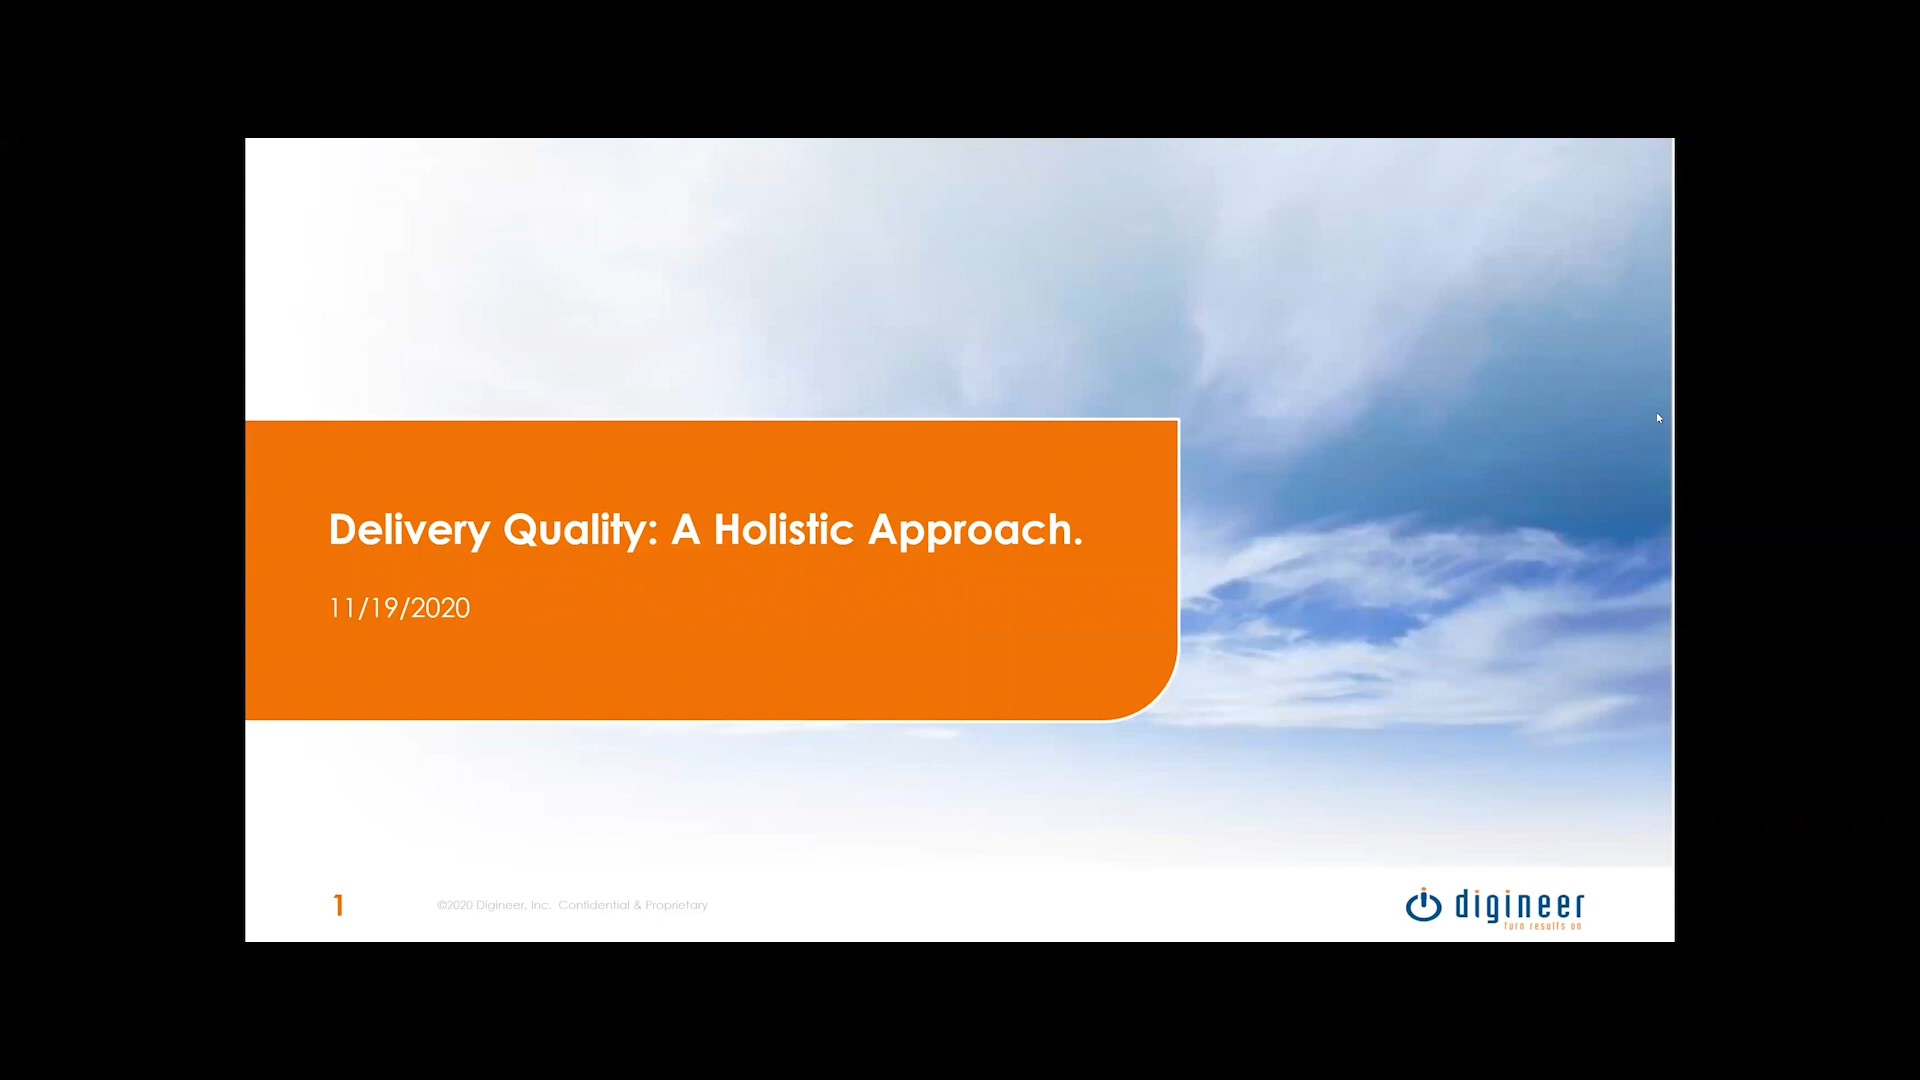 Delivery Quality: A Holistic Approach.
11/19/2020
1
©2020 Digineer, Inc. Confidential & Proprietary
digineer
turn results on